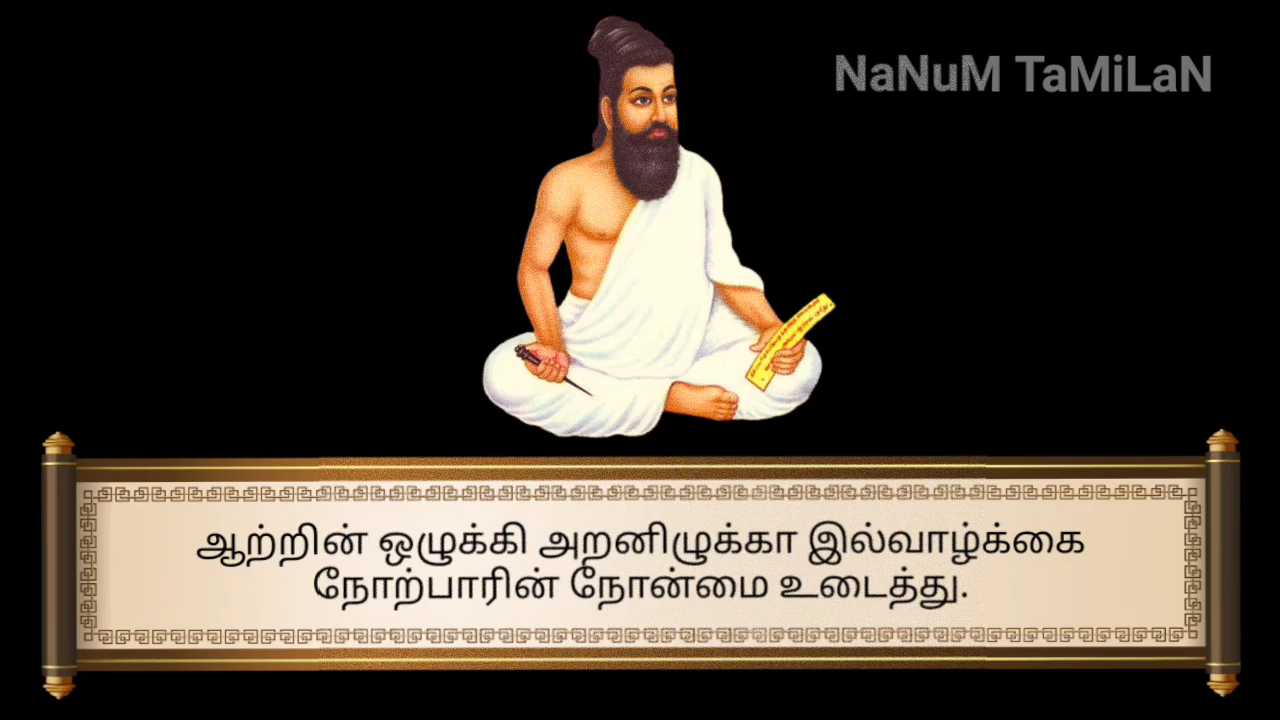 NaNuM TaMiLaN
ஆற்றின் ஒழுக்கி அறனிழுக்கா இல்வாழ்க்கை
நோற்பாரின் நோன்மை உடைத்து.